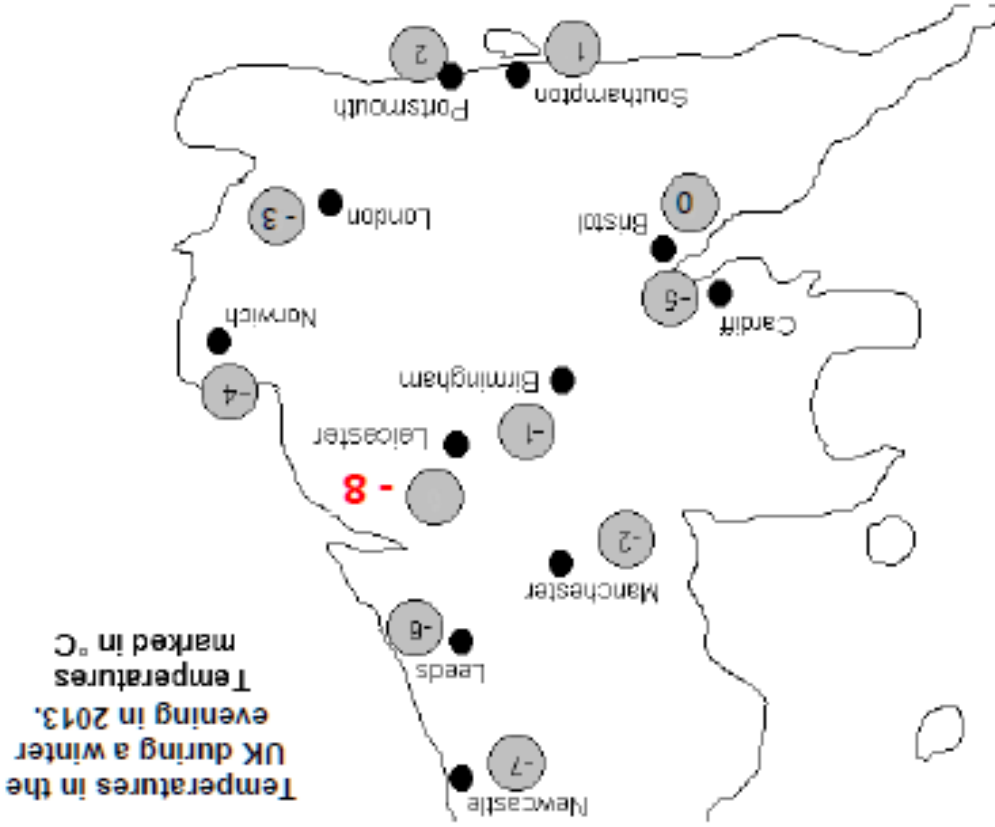 Temperatures in the
UK during a winter
evening in 2013.
Temperatures
marked in °C
Newcastle
-7
Leeds
-6
Manchester
-2
- 8
Leicester
-1
Birmingham
-4
Norwich
Cardiff
-5
Bristol
0
London
-3
Southampton
Portsmouth
1
2